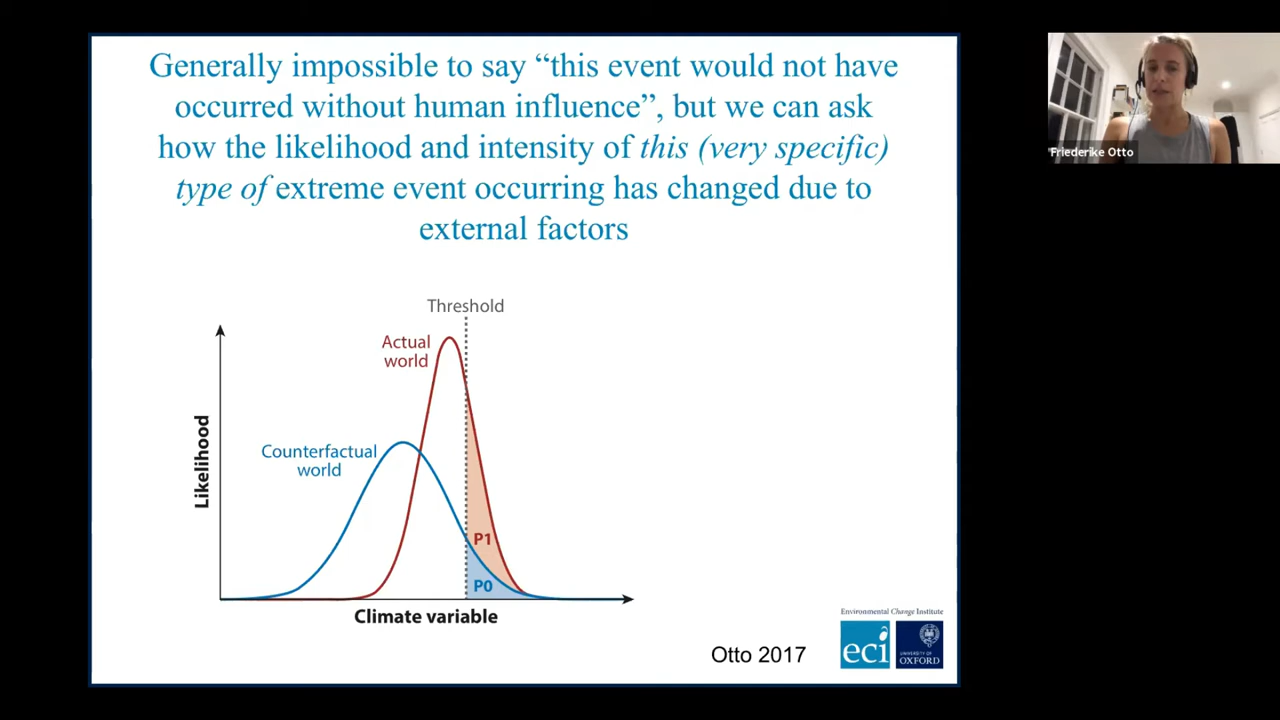 Generally impossible to say “this event would not have
occurred without human influence”, but we can ask
how the likelihood and intensity of this (very specific)
type of extreme event occurring has changed due to
external factors
Friederike Otto
Threshold
Actual
world
Counterfactual
world
Likelihood
P1
P0
Climate variable
Otto 2017
Environmental Change Institute
eci
UNIVERSITY OF
OXFORD